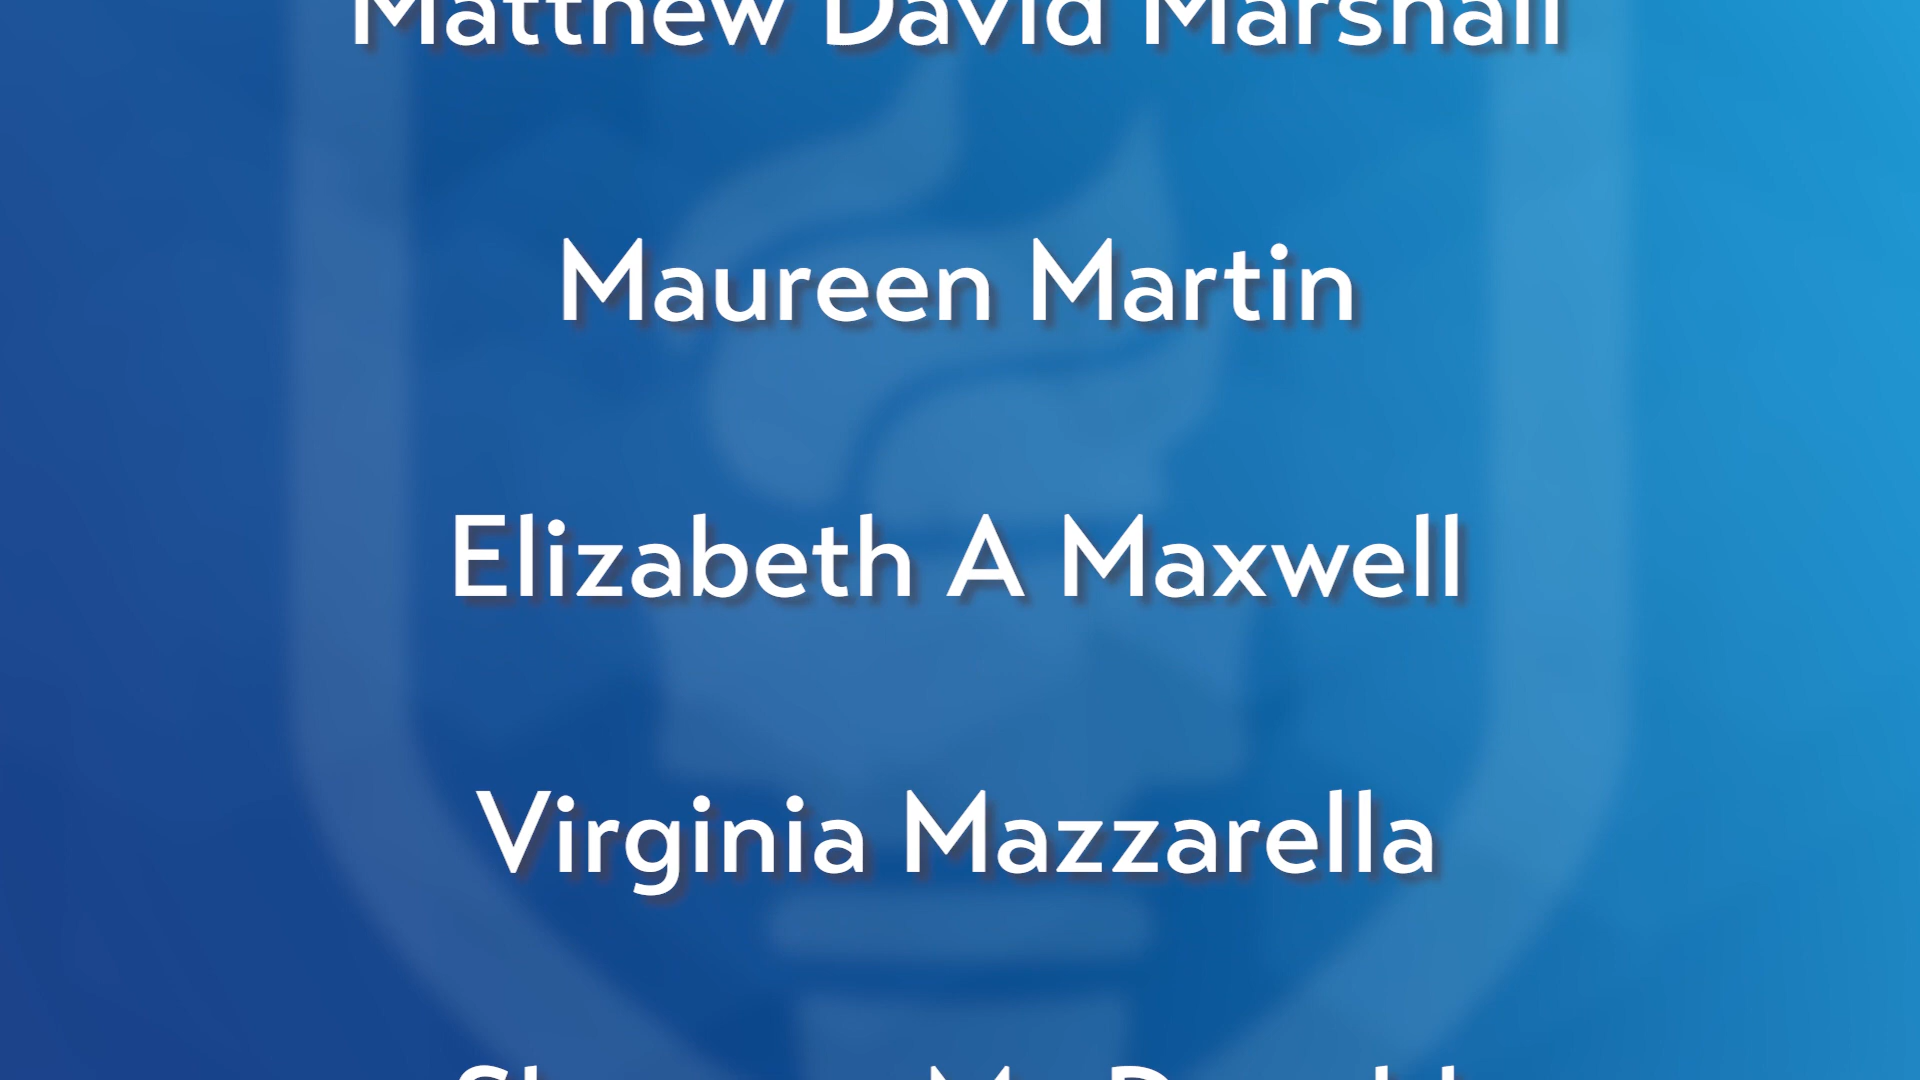 Matthew David Marshall
Maureen Martin
Elizabeth A Maxwell
Virginia Mazzarella